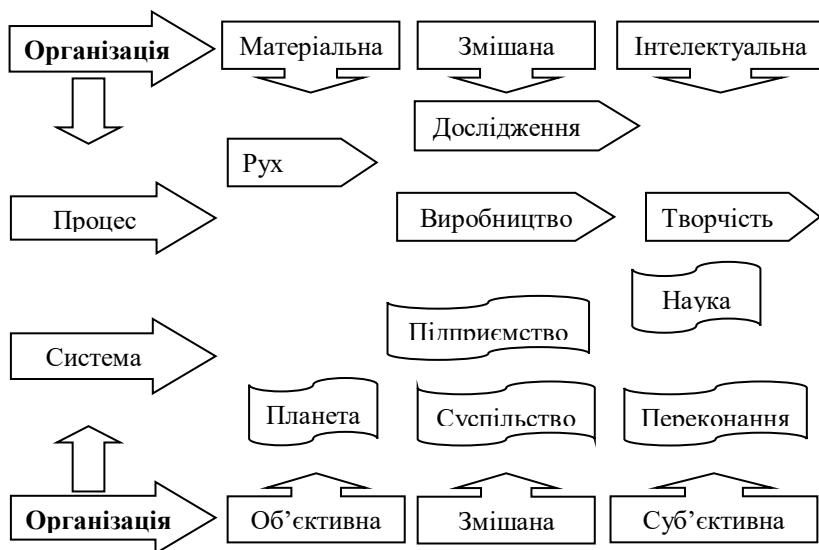 Організація
Матеріальна
Змішана
Інтелектуальна
Дослідження
Рух
Процес
Виробництво
Творчість
Наука
Підприємство
Система
Планета
Суспільство
Переконання
Організація
Об’єктивна
Змішана
Суб’єктивна